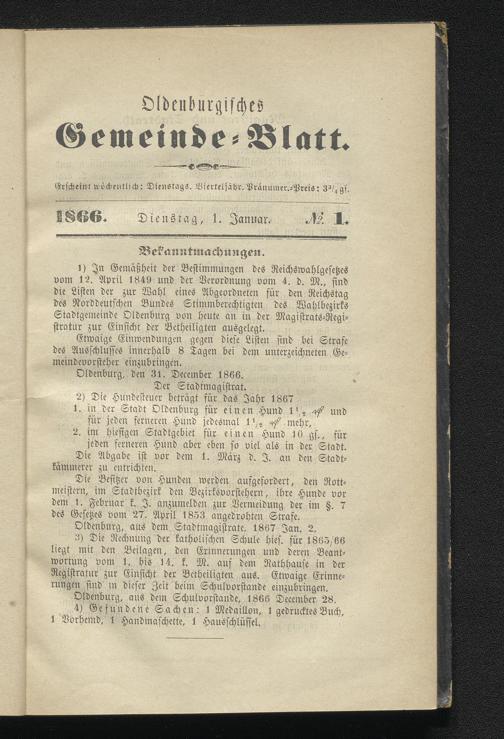 Oldenburgisches
Gemeinde-Blatt.
Erscheint wöchentlich: Dienstags. Vierteljähr. Pränumer.-Preis: 3¾ gs.
1866. Dienstag, 1. Januar. № 1.
Bekanntmachungen.
1) In Gemäßheit der Bestimmungen des Reichswahlgesetzes
vom 12. April 1849 und der Verordnung vom 4. d. M., sind
die Listen der zur Wahl eines Abgeordneten für den Reichstag
des Norddeutschen Bundes Stimmberechtigten des Wahlbezirks
Stadtgemeinde Oldenburg von heute an in der Magistrats-Regi-
stratur zur Einsicht der Betheiligten ausgelegt.
Etwaige Einwendungen gegen diese Listen sind bei Strafe
des Ausschlusses innerhalb 8 Tagen bei dem unterzeichneten Ge-
meindevorsteher einzubringen.
Oldenburg, den 31. December 1866.
Der Stadtmagistrat.
2) Die Hundesteuer beträgt für das Jahr 1867
1. in der Stadt Oldenburg für einen Hund 1½ ₰ und
für jeden ferneren Hund jedesmal 1½ ₰ mehr,
2. im hiesigen Stadtgebiet für einen Hund 10 gs., für
jeden ferneren Hund aber eben so viel als in der Stadt.
Die Abgabe ist vor dem 1. März d. J. an den Stadt-
kämmerer zu entrichten.
Die Besitzer von Hunden werden aufgefordert, den Rott-
meistern, im Stadtbezirk den Bezirksvorstehern, ihre Hunde vor
dem 1. Februar k. J. anzumelden zur Vermeidung der im §. 7
des Gesetzes vom 27. April 1853 angedrohten Strafe.
Oldenburg, aus dem Stadtmagistrate. 1867 Jan. 2.
3) Die Rechnung der katholischen Schule hies. für 1865/66
liegt mit den Beilagen, den Erinnerungen und deren Beant-
wortung vom 1. bis 14. k. M. auf dem Rathhause in der
Registratur zur Einsicht der Betheiligten aus. Etwaige Erinne-
rungen sind in dieser Zeit beim Schulvorstande einzubringen.
Oldenburg, aus dem Schulvorstande, 1866 December 28.
4) Gefundene Sachen: 1 Medaillon, 1 gedrucktes Buch,
1 Vorhemd, 1 Handmaschette, 1 Hausschlüssel.